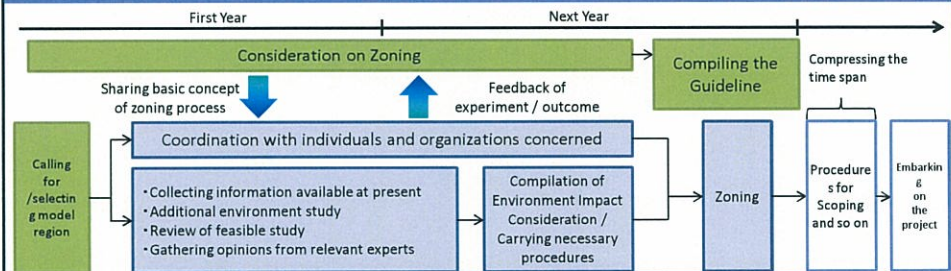 First Year
Next Year
Consideration on Zoning
Compiling the
Guideline
Compressing the
time span
Sharing basic concept
of zoning process
Feedback of
experiment / outcome
Calling
for
/selectin
g model
region
Coordination with individuals and organizations concerned
・Collecting information available at present
・Additional environment study
・Review of feasible study
・Gathering opinions from relevant experts
Compilation of
Environment Impact
Consideration /
Carrying necessary
procedures
Zoning
Procedure
s for
Scoping
and so on
Embarkin
g
on
the
project